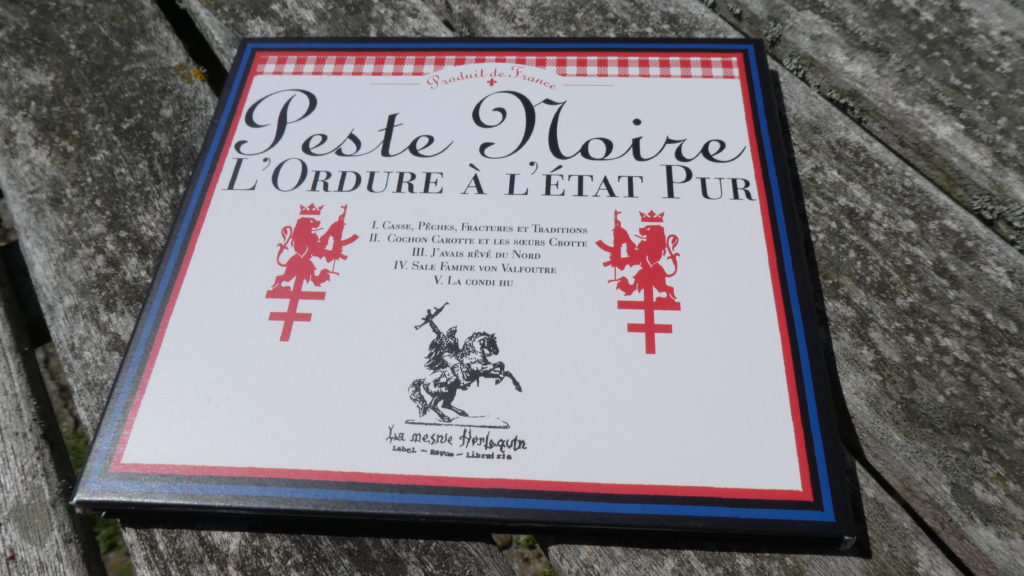 Produit de France
Peste Noire
L'Ordure à l'état Pur
I. Casse, Pêches, Fractures et Traditions
II. Cochon Carotte et les sœurs Crotte
III. J'avais rêvé du Nord
IV. Sale Famine von Valfoutre
V. La condi hu
La mesnie Herlequin
Label - Revue - Librairie